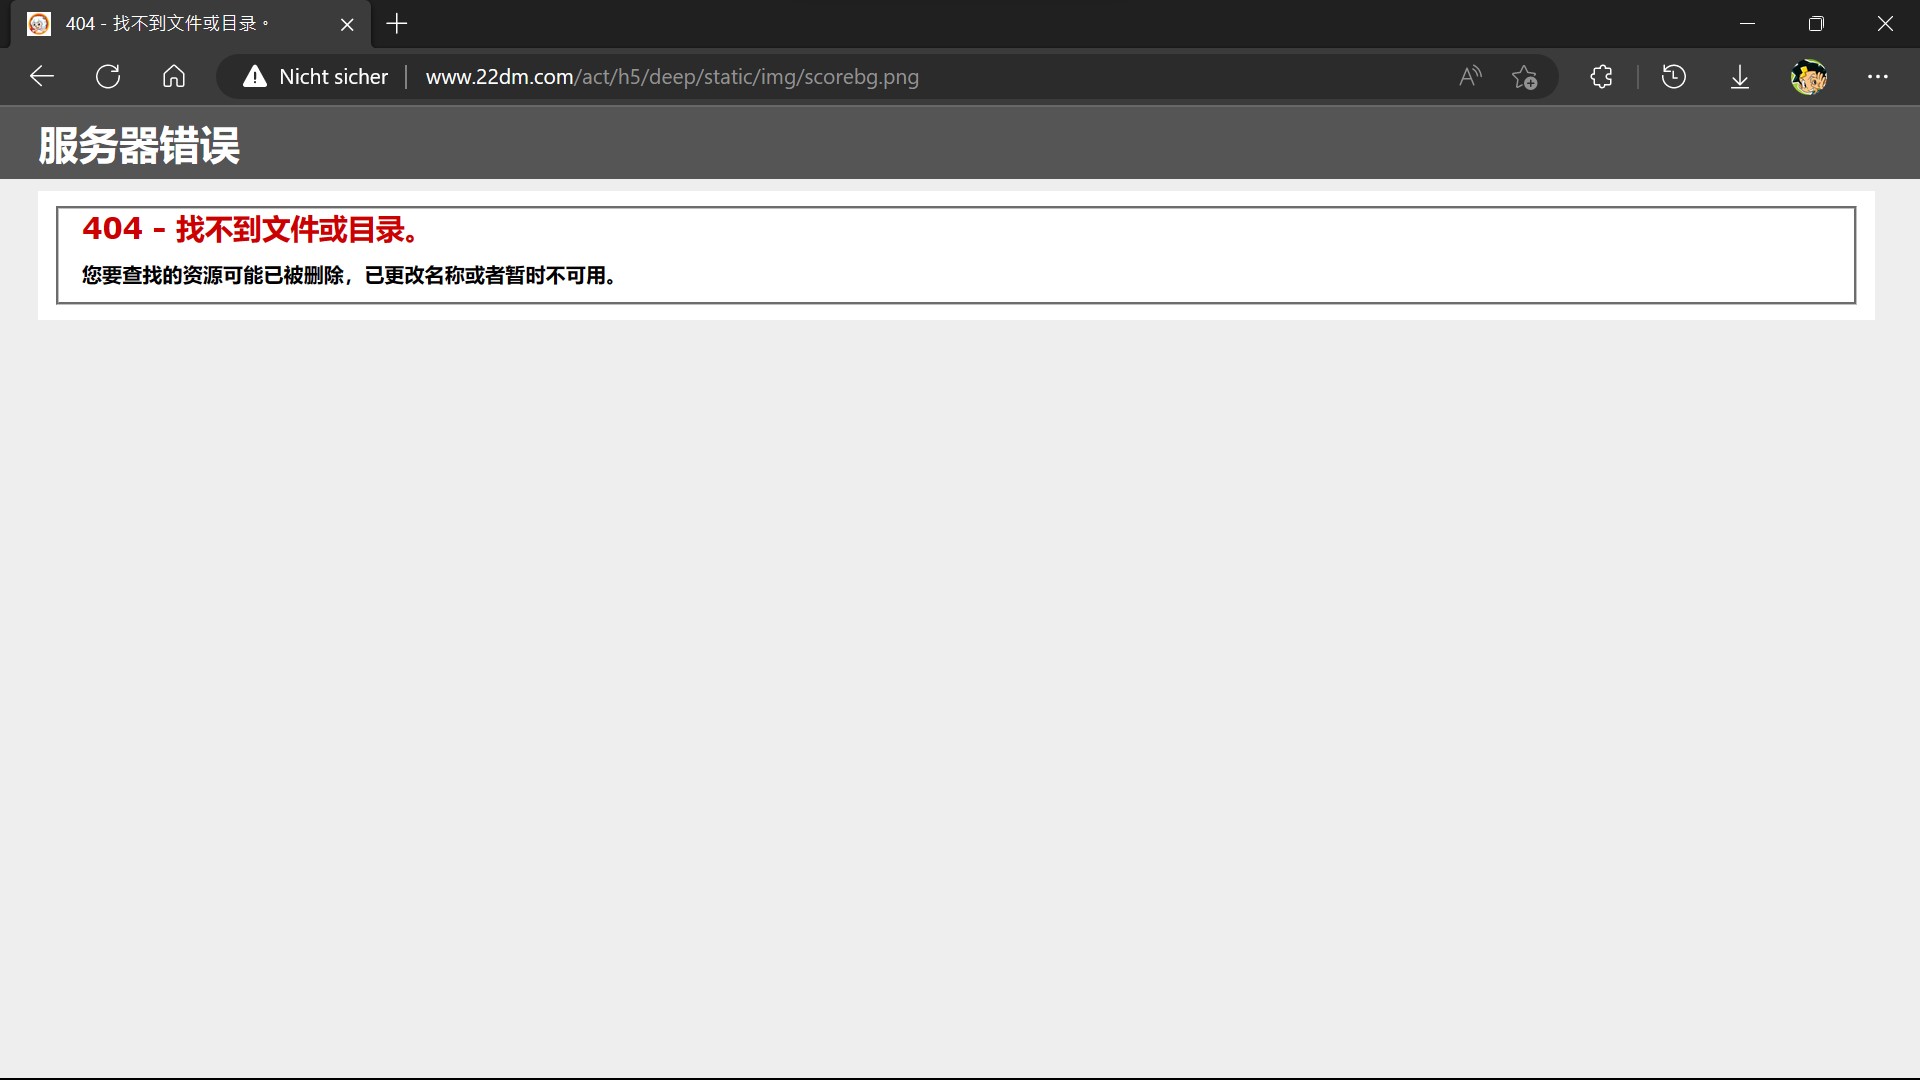 404 - 找不到文件或目录。
Nicht sicher
www.22dm.com/act/h5/deep/static/img/scorebg.png
服务器错误
404 - 找不到文件或目录。
您要查找的资源可能已被删除，已更改名称或者暂时不可用。